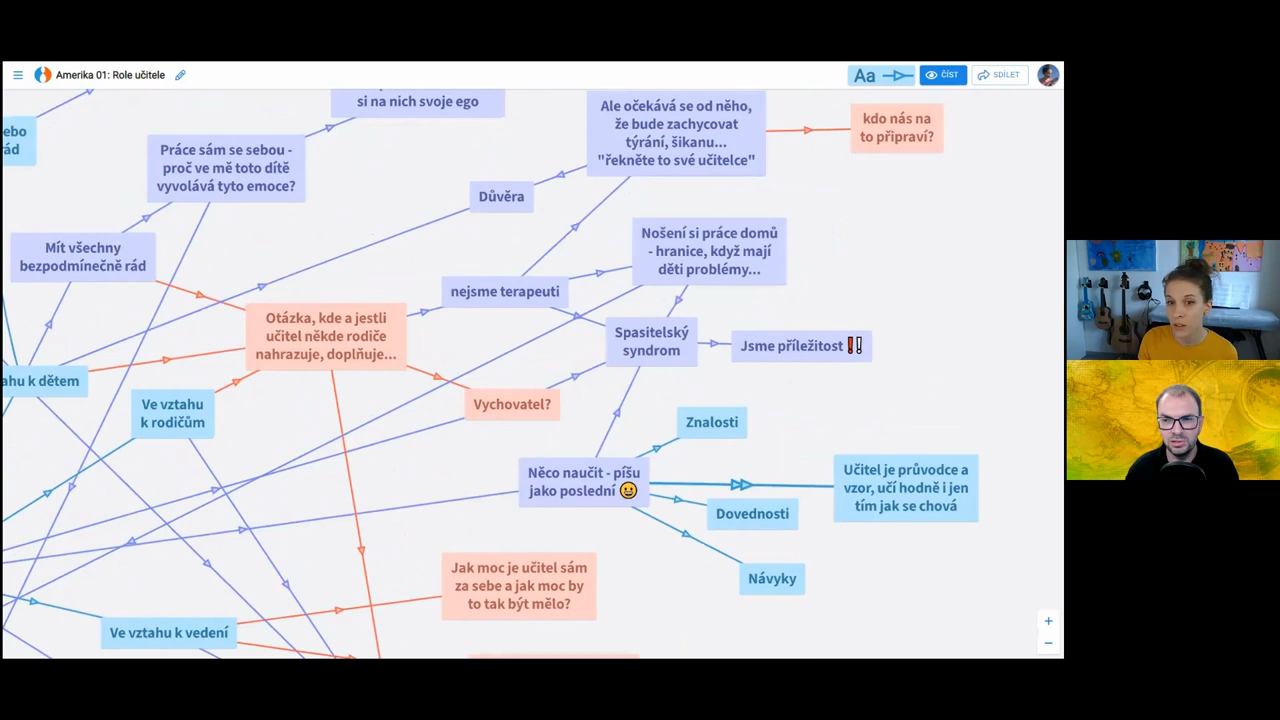 Amerika 01: Role učitele
Aa
ČÍST
SDÍLET
si na nich svoje ego
Ale očekává se od něho,
že bude zachycovat
týrání, šikanu...
"řekněte to své učitelce"
kdo nás na
to připraví?
ebo
rád
Práce sám se sebou -
proč ve mě toto dítě
vyvolává tyto emoce?
Důvěra
Mít všechny
bezpodmínečně rád
Nošení si práce domů
- hranice, když mají
děti problémy...
nejsme terapeuti
Otázka, kde a jestli
učitel někde rodiče
nahrazuje, doplňuje...
Spasitelský
syndrom
Jsme příležitost ‼️
ahu k dětem
Ve vztahu
k rodičům
Vychovatel?
Znalosti
Něco naučit - píšu
jako poslední 😀
Učitel je průvodce a
vzor, učí hodně i jen
tím jak se chová
Dovednosti
Návyky
Jak moc je učitel sám
za sebe a jak moc by
to tak být mělo?
Ve vztahu k vedení